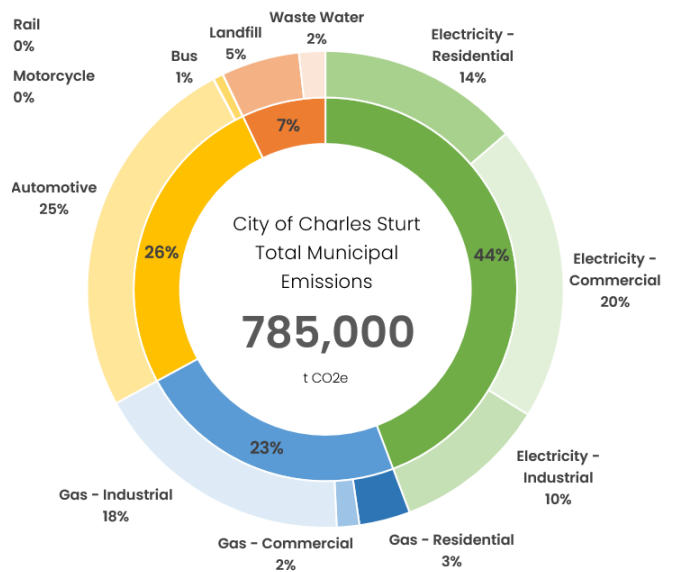 Rail
0%
Motorcycle
0%
Bus
1%
Landfill
5%
Waste Water
2%
Electricity -
Residential
14%
7%
Automotive
25%
26%
City of Charles Sturt
Total Municipal
Emissions
785,000
t CO2e
44%
Electricity -
Commercial
20%
23%
Electricity -
Industrial
10%
Gas - Industrial
18%
Gas - Commercial
2%
Gas - Residential
3%